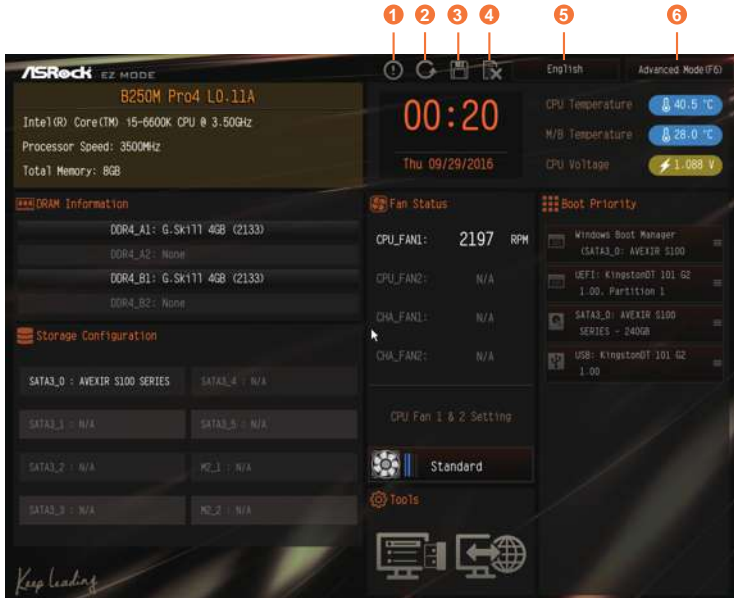 1 2 3 4 5 6
ASRock EZ MODE
English
Advanced Mode(F6)
B250M Pro4 L0.11A
Intel(R) Core(TM) i5-6600K CPU @ 3.50GHz
Processor Speed: 3500MHz
Total Memory: 8GB
00:20
Thu 09/29/2016
CPU Temperature 40.5 °C
M/B Temperature 28.0 °C
CPU Voltage 1.088 V
DRAM Information
DDR4_A1: G.Skill 4GB (2133)
DDR4_A2: None
DDR4_B1: G.Skill 4GB (2133)
DDR4_B2: None
Storage Configuration
SATA3_0 : AVEXIR S100 SERIES
SATA3_4 : N/A
SATA3_1 : N/A
SATA3_5 : N/A
SATA3_2 : N/A
M2_1 : N/A
SATA3_3 : N/A
M2_2 : N/A
Keep Leading
Fan Status
CPU_FAN1: 2197 RPM
CPU_FAN2: N/A
CHA_FAN1: N/A
CHA_FAN2: N/A
CPU Fan 1 & 2 Setting
Standard
Tools
Boot Priority
Windows Boot Manager
(SATA3_0: AVEXIR S100
UEFI: KingstonDT 101 G2
1.00, Partition 1
SATA3_0: AVEXIR S100
SERIES - 240GB
USB: KingstonDT 101 G2
1.00